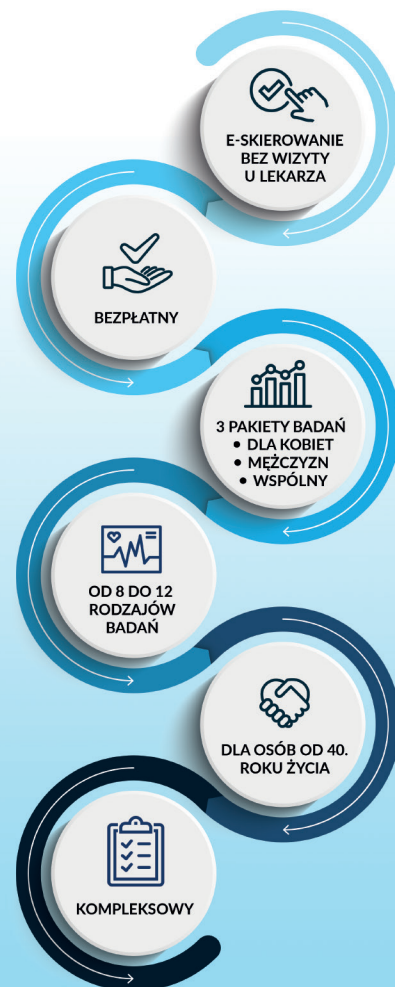 E-SKIEROWANIE
BEZ WIZYTY
U LEKARZA
BEZPŁATNY
3 PAKIETY BADAŃ
• DLA KOBIET
• MĘŻCZYZN
• WSPÓLNY
OD 8 DO 12
RODZAJÓW
BADAŃ
DLA OSÓB OD 40.
ROKU ŻYCIA
KOMPLEKSOWY